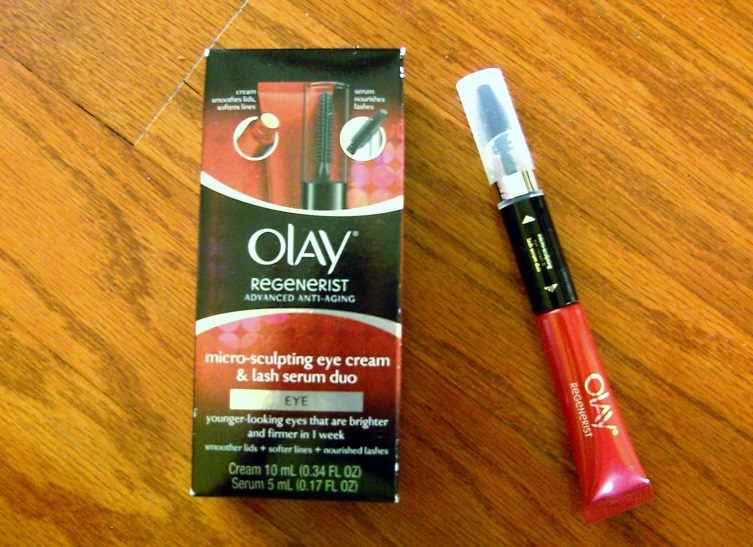 cream
smoothes lids,
softens lines
serum
nourishes
lashes
OLAY®
REGENERIST
ADVANCED ANTI-AGING
micro-sculpting eye cream
& lash serum duo
EYE
younger-looking eyes that are brighter
and firmer in 1 week
smoother lids + softer lines + nourished lashes
Cream 10 mL (0.34 FL OZ)
Serum 5 mL (0.17 FL OZ)
OLAY®
REGENERIST